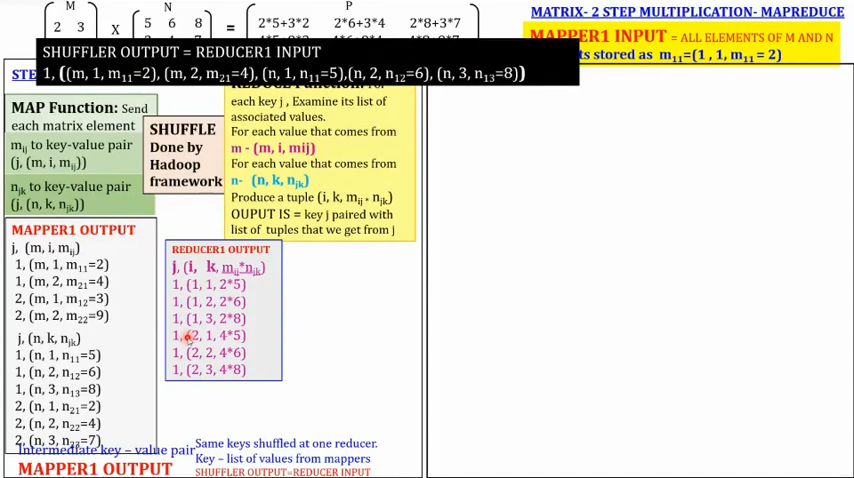 M
N
P
2 3
X
5 6 8
=
2*5+3*2 2*6+3*4 2*8+3*7
MATRIX- 2 STEP MULTIPLICATION- MAPREDUCE
MAPPER1 INPUT = ALL ELEMENTS OF M AND N
stored as m11=(1 , 1, m11 = 2)
SHUFFLER OUTPUT = REDUCER1 INPUT
1, ((m, 1, m11=2), (m, 2, m21=4), (n, 1, n11=5),(n, 2, n12=6), (n, 3, n13=8))
MAP Function: Send
each matrix element
mij to key-value pair
(j, (m, i, mij))
njk to key-value pair
(j, (n, k, njk))
SHUFFLE
Done by
Hadoop
framework
REDUCE Function: For
each key j , Examine its list of
associated values.
For each value that comes from
m - (m, i, mij)
For each value that comes from
n- (n, k, njk)
Produce a tuple (i, k, mij * njk)
OUPUT IS = key j paired with
list of tuples that we get from j
MAPPER1 OUTPUT
j, (m, i, mij)
1, (m, 1, m11=2)
1, (m, 2, m21=4)
2, (m, 1, m12=3)
2, (m, 2, m22=9)
j, (n, k, njk)
1, (n, 1, n11=5)
1, (n, 2, n12=6)
1, (n, 3, n13=8)
2, (n, 1, n21=2)
2, (n, 2, n22=4)
2, (n, 3, n23=7)
REDUCER1 OUTPUT
j, (i, k, mij*njk)
1, (1, 1, 2*5)
1, (1, 2, 2*6)
1, (1, 3, 2*8)
1, (2, 1, 4*5)
1, (2, 2, 4*6)
1, (2, 3, 4*8)
Intermediate key – value pair
MAPPER1 OUTPUT
Same keys shuffled at one reducer.
Key – list of values from mappers
SHUFFLER OUTPUT=REDUCER INPUT